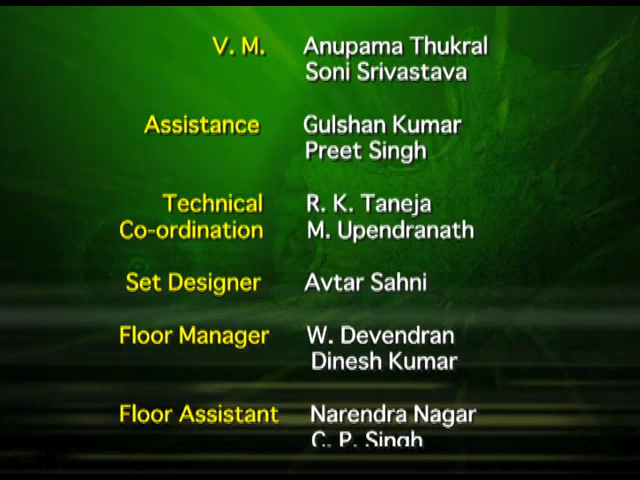 V. M. Anupama Thukral
Soni Srivastava
Assistance Gulshan Kumar
Preet Singh
Technical R. K. Taneja
Co-ordination M. Upendranath
Set Designer Avtar Sahni
Floor Manager W. Devendran
Dinesh Kumar
Floor Assistant Narendra Nagar
C. P. Singh